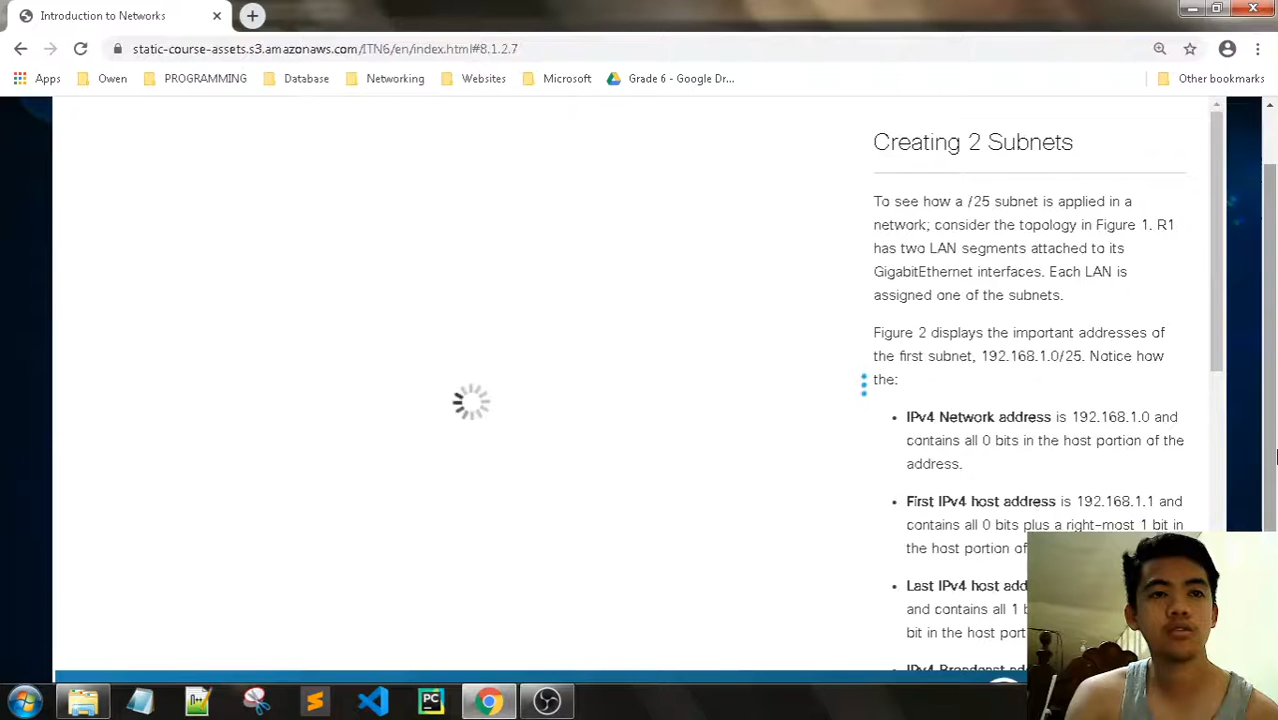 Introduction to Networks
static-course-assets.s3.amazonaws.com/ITN6/en/index.html#8.1.2.7
Apps Owen PROGRAMMING Database Networking Websites Microsoft Grade 6 - Google Dr... Other bookmarks
Creating 2 Subnets
To see how a /25 subnet is applied in a
network; consider the topology in Figure 1. R1
has two LAN segments attached to its
GigabitEthernet interfaces. Each LAN is
assigned one of the subnets.
Figure 2 displays the important addresses of
the first subnet, 192.168.1.0/25. Notice how
the:
• IPv4 Network address is 192.168.1.0 and
contains all 0 bits in the host portion of the
address.
• First IPv4 host address is 192.168.1.1 and
contains all 0 bits plus a right-most 1 bit in
the host portion of
• Last IPv4 host
and contains all 1
bit in the host
IPv4 Broadcast
PC